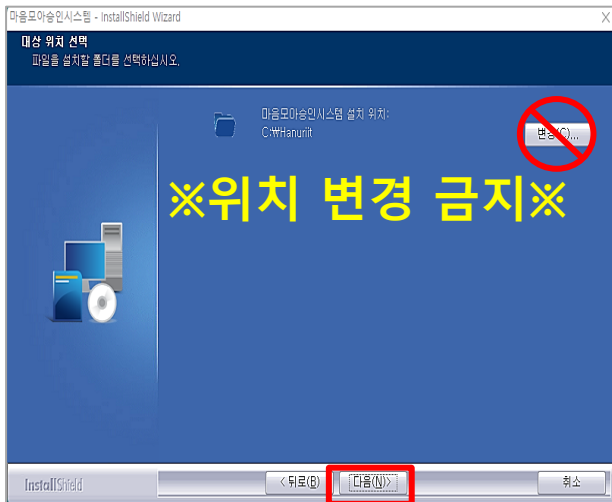 마음모아승인시스템 - InstallShield Wizard
대상 위치 선택
파일을 설치할 폴더를 선택하십시오.
마음모아승인시스템 설치 위치:
C:₩Hanuriit
변경(C)...
※위치 변경 금지※
InstallShield
< 뒤로(B)
다음(N)>
취소